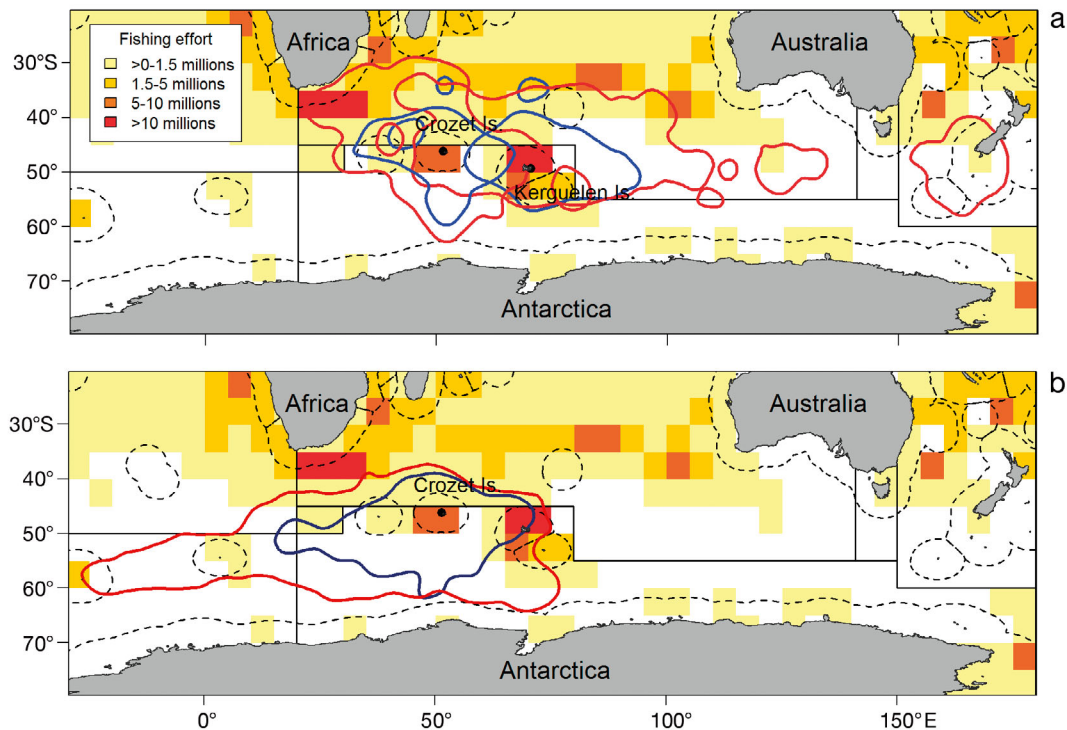 a
Fishing effort
>0-1.5 millions
1.5-5 millions
5-10 millions
>10 millions
Africa
Australia
30°S
40°
50°
60°
70°
Crozet Is.
Kerguelen Is.
Antarctica
b
Africa
Australia
30°S
40°
50°
60°
70°
Crozet Is.
Antarctica
0°
50°
100°
150°E